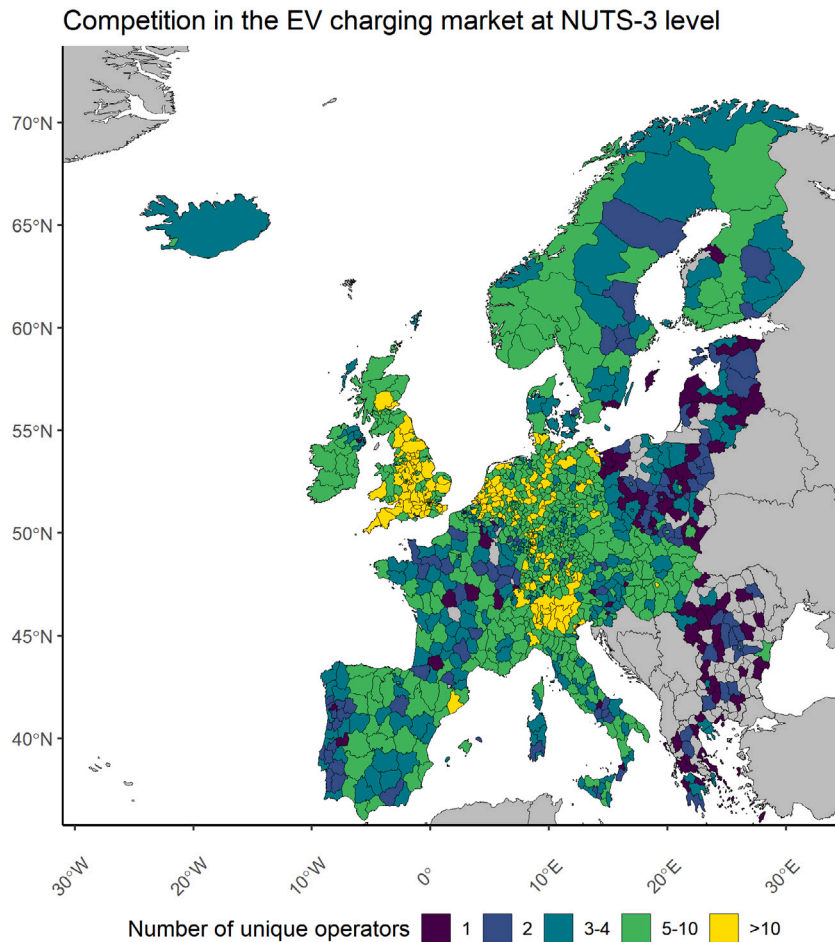 Competition in the EV charging market at NUTS-3 level
70°N
65°N
60°N
55°N
50°N
45°N
40°N
30°W 20°W 10°W 0° 10°E 20°E 30°E
Number of unique operators 1 2 3-4 5-10 >10